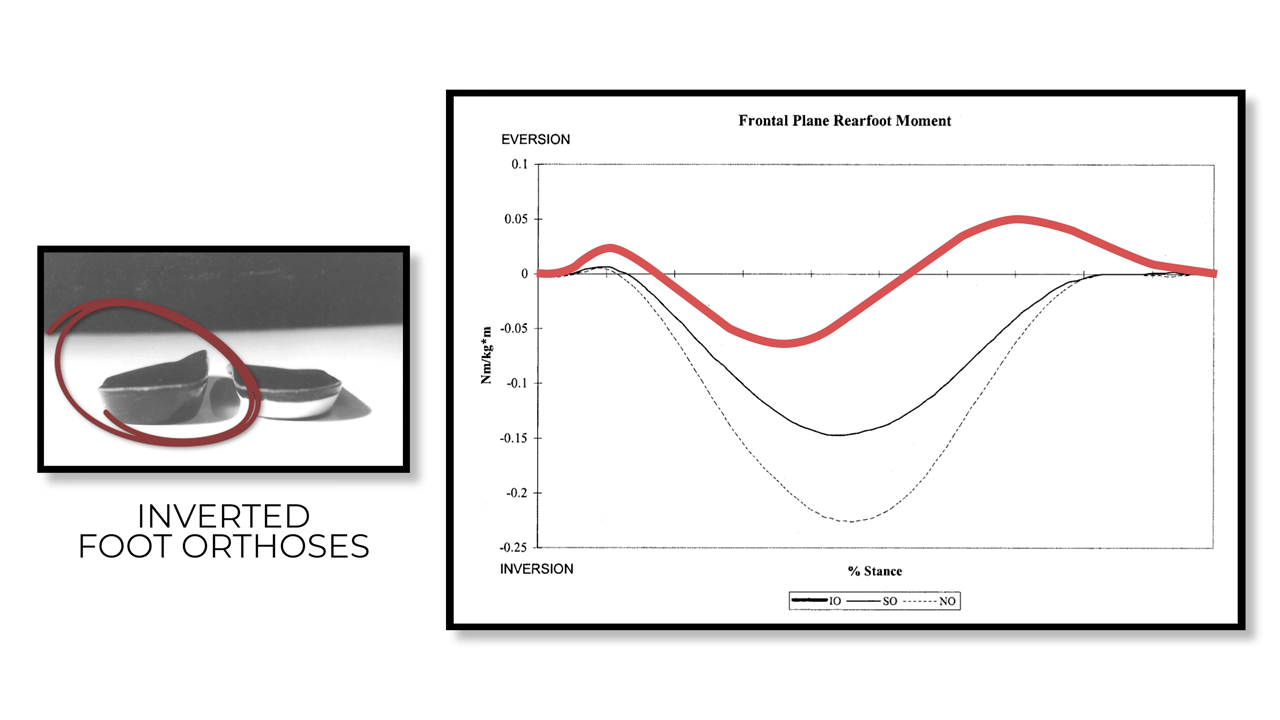 Frontal Plane Rearfoot Moment
EVERSION
0.1
0.05
0
-0.05
-0.1
-0.15
-0.2
-0.25
Nm/kg*m
INVERSION
% Stance
IO SO NO
INVERTED
FOOT ORTHOSES